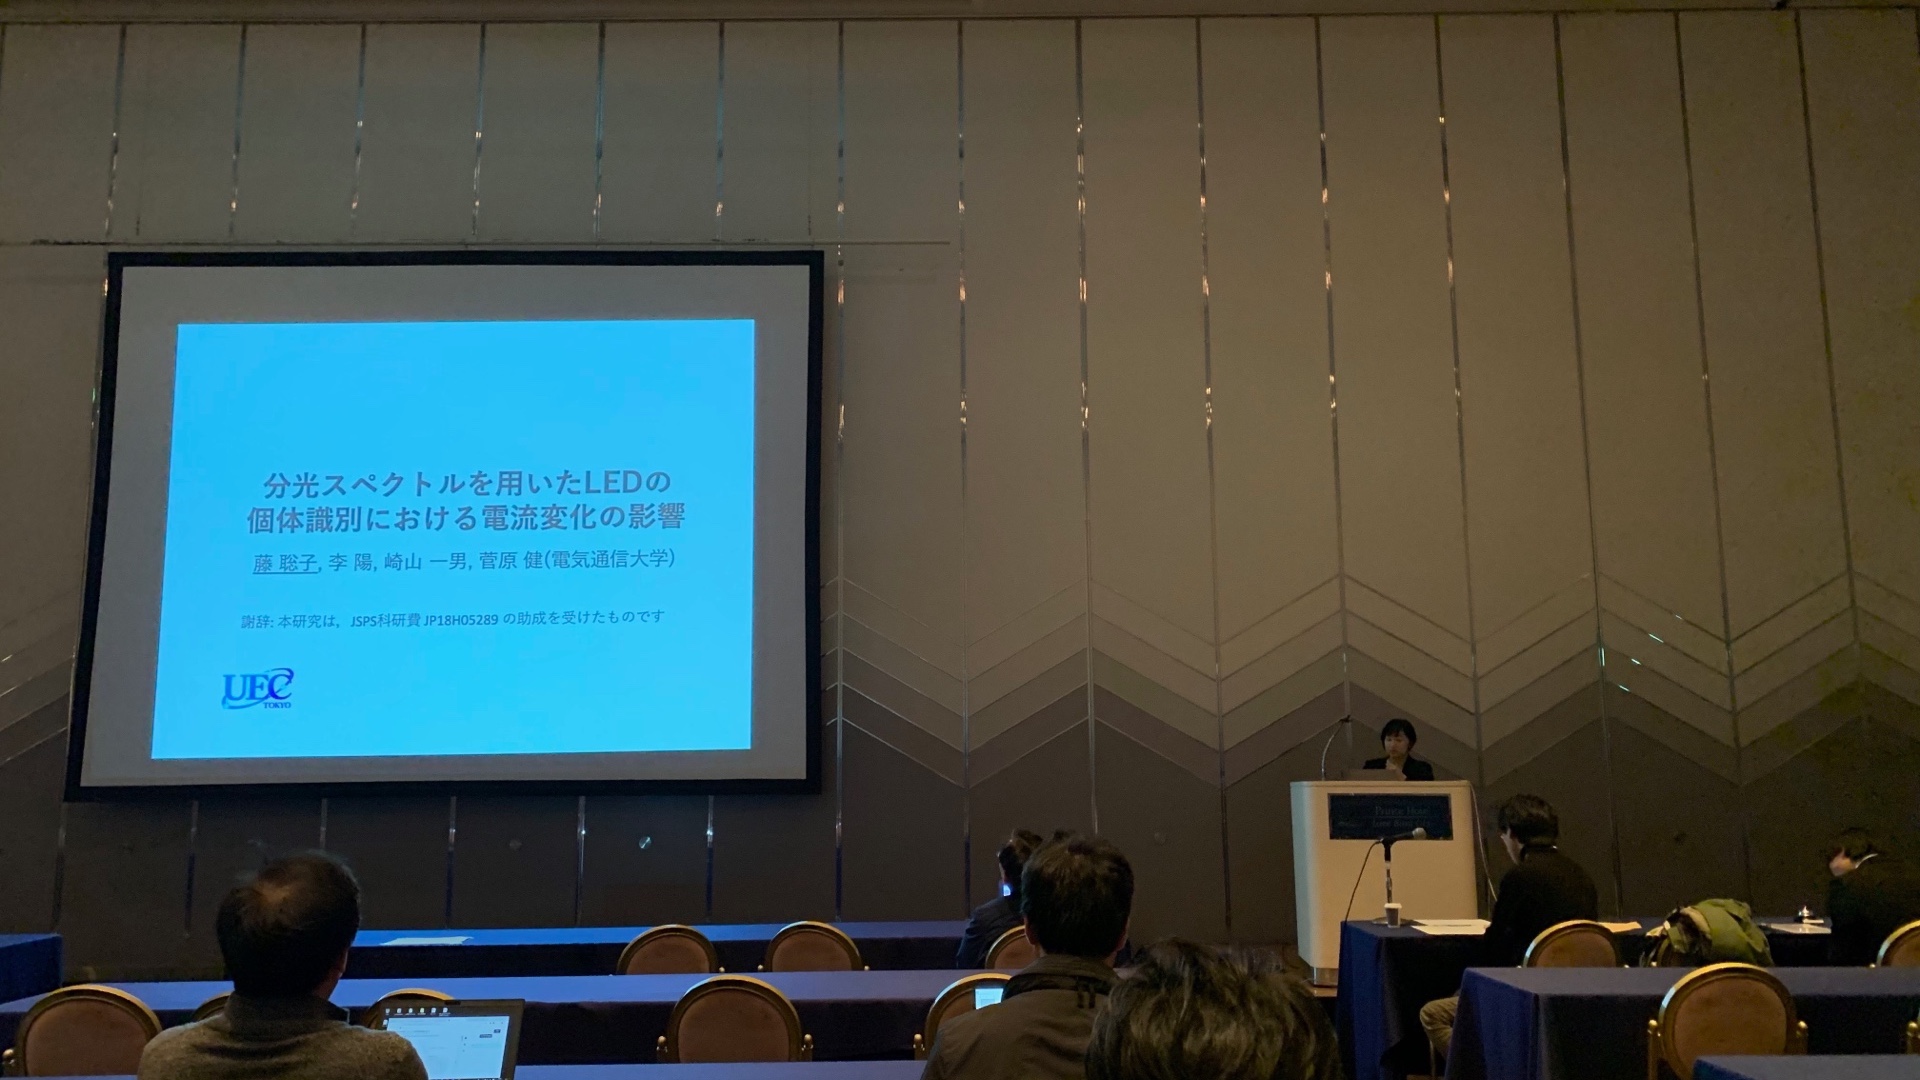 分光スペクトルを用いたLEDの
個体識別における電流変化の影響
藤 聡子, 李 陽, 崎山 一男, 菅原 健(電気通信大学)
謝辞: 本研究は, JSPS科研費 JP18H05289 の助成を受けたものです
UEC
TOKYO
Prince Hotel